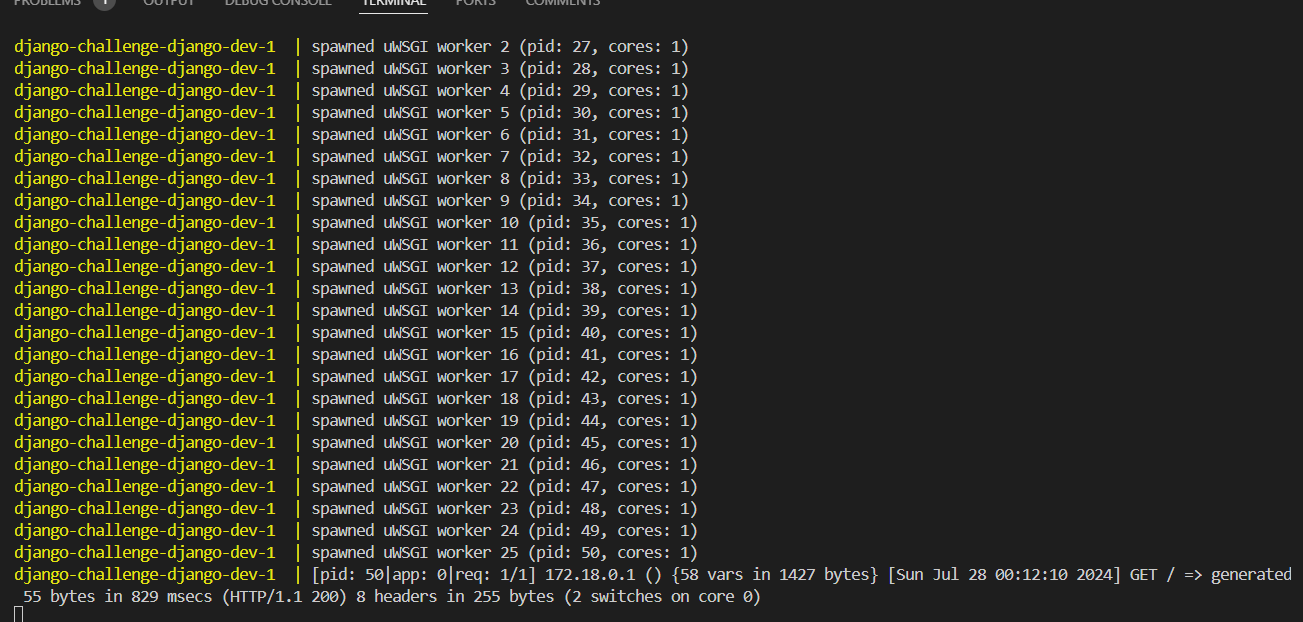 PROBLEMS 1 OUTPUT DEBUG CONSOLE TERMINAL PORTS COMMENTS
django-challenge-django-dev-1 | spawned uWSGI worker 2 (pid: 27, cores: 1)
django-challenge-django-dev-1 | spawned uWSGI worker 3 (pid: 28, cores: 1)
django-challenge-django-dev-1 | spawned uWSGI worker 4 (pid: 29, cores: 1)
django-challenge-django-dev-1 | spawned uWSGI worker 5 (pid: 30, cores: 1)
django-challenge-django-dev-1 | spawned uWSGI worker 6 (pid: 31, cores: 1)
django-challenge-django-dev-1 | spawned uWSGI worker 7 (pid: 32, cores: 1)
django-challenge-django-dev-1 | spawned uWSGI worker 8 (pid: 33, cores: 1)
django-challenge-django-dev-1 | spawned uWSGI worker 9 (pid: 34, cores: 1)
django-challenge-django-dev-1 | spawned uWSGI worker 10 (pid: 35, cores: 1)
django-challenge-django-dev-1 | spawned uWSGI worker 11 (pid: 36, cores: 1)
django-challenge-django-dev-1 | spawned uWSGI worker 12 (pid: 37, cores: 1)
django-challenge-django-dev-1 | spawned uWSGI worker 13 (pid: 38, cores: 1)
django-challenge-django-dev-1 | spawned uWSGI worker 14 (pid: 39, cores: 1)
django-challenge-django-dev-1 | spawned uWSGI worker 15 (pid: 40, cores: 1)
django-challenge-django-dev-1 | spawned uWSGI worker 16 (pid: 41, cores: 1)
django-challenge-django-dev-1 | spawned uWSGI worker 17 (pid: 42, cores: 1)
django-challenge-django-dev-1 | spawned uWSGI worker 18 (pid: 43, cores: 1)
django-challenge-django-dev-1 | spawned uWSGI worker 19 (pid: 44, cores: 1)
django-challenge-django-dev-1 | spawned uWSGI worker 20 (pid: 45, cores: 1)
django-challenge-django-dev-1 | spawned uWSGI worker 21 (pid: 46, cores: 1)
django-challenge-django-dev-1 | spawned uWSGI worker 22 (pid: 47, cores: 1)
django-challenge-django-dev-1 | spawned uWSGI worker 23 (pid: 48, cores: 1)
django-challenge-django-dev-1 | spawned uWSGI worker 24 (pid: 49, cores: 1)
django-challenge-django-dev-1 | spawned uWSGI worker 25 (pid: 50, cores: 1)
django-challenge-django-dev-1 | [pid: 50|app: 0|req: 1/1] 172.18.0.1 () {58 vars in 1427 bytes} [Sun Jul 28 00:12:10 2024] GET / => generated
55 bytes in 829 msecs (HTTP/1.1 200) 8 headers in 255 bytes (2 switches on core 0)